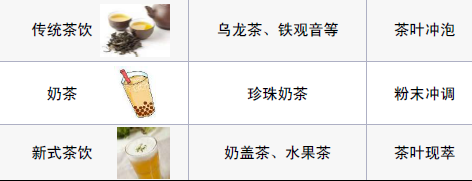 传统茶饮 乌龙茶、铁观音等 茶叶冲泡
奶茶 珍珠奶茶 粉末冲调
新式茶饮 奶盖茶、水果茶 茶叶现萃